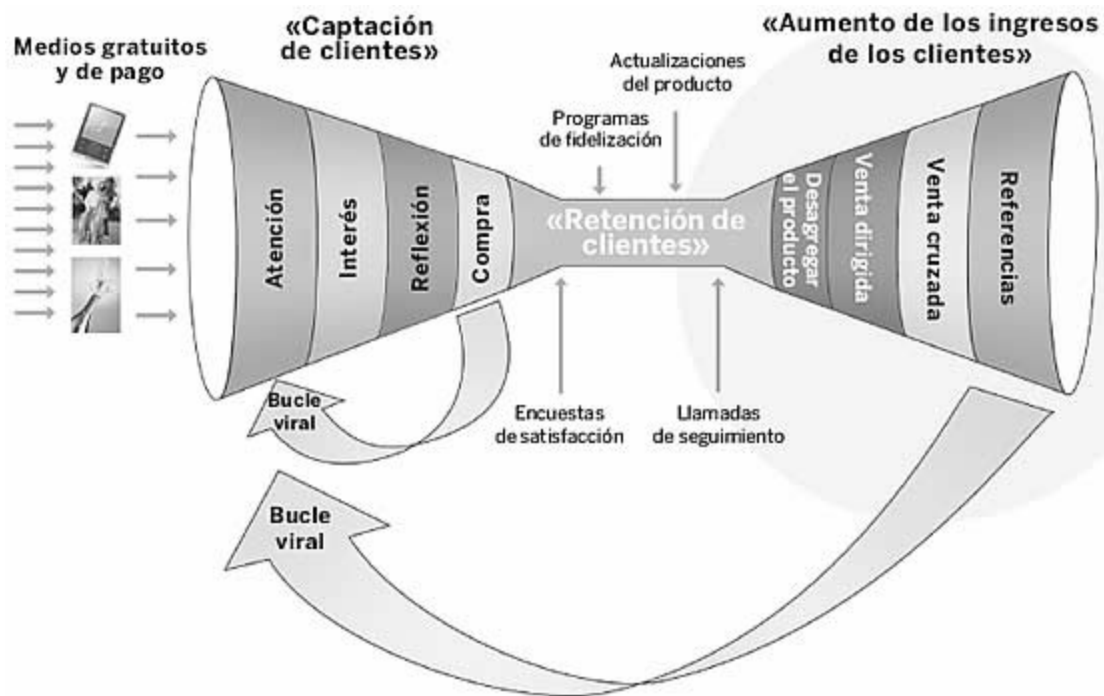 Medios gratuitos
y de pago
«Captación
de clientes»
Actualizaciones
del producto
«Aumento de los ingresos
de los clientes»
Programas
de fidelización
Atención
Interés
Reflexión
Compra
«Retención de
clientes»
Desagregar
el producto
Venta dirigida
Venta cruzada
Referencias
Bucle
viral
Encuestas
de satisfacción
Llamadas
de seguimiento
Bucle
viral